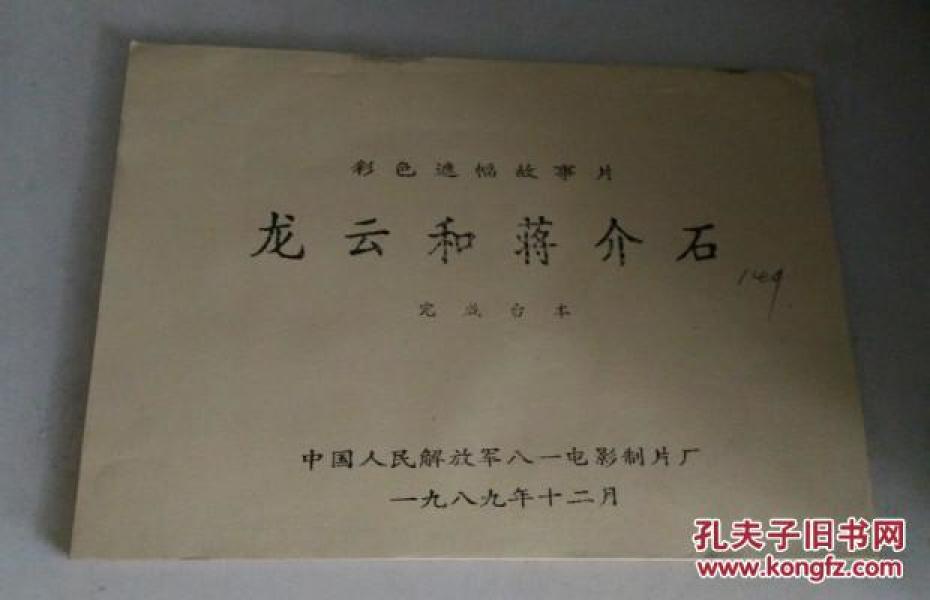 彩色遮幅故事片
龙云和蒋介石
149
完成台本
中国人民解放军八一电影制片厂
一九八九年十二月
孔夫子旧书网
www.kongfz.com